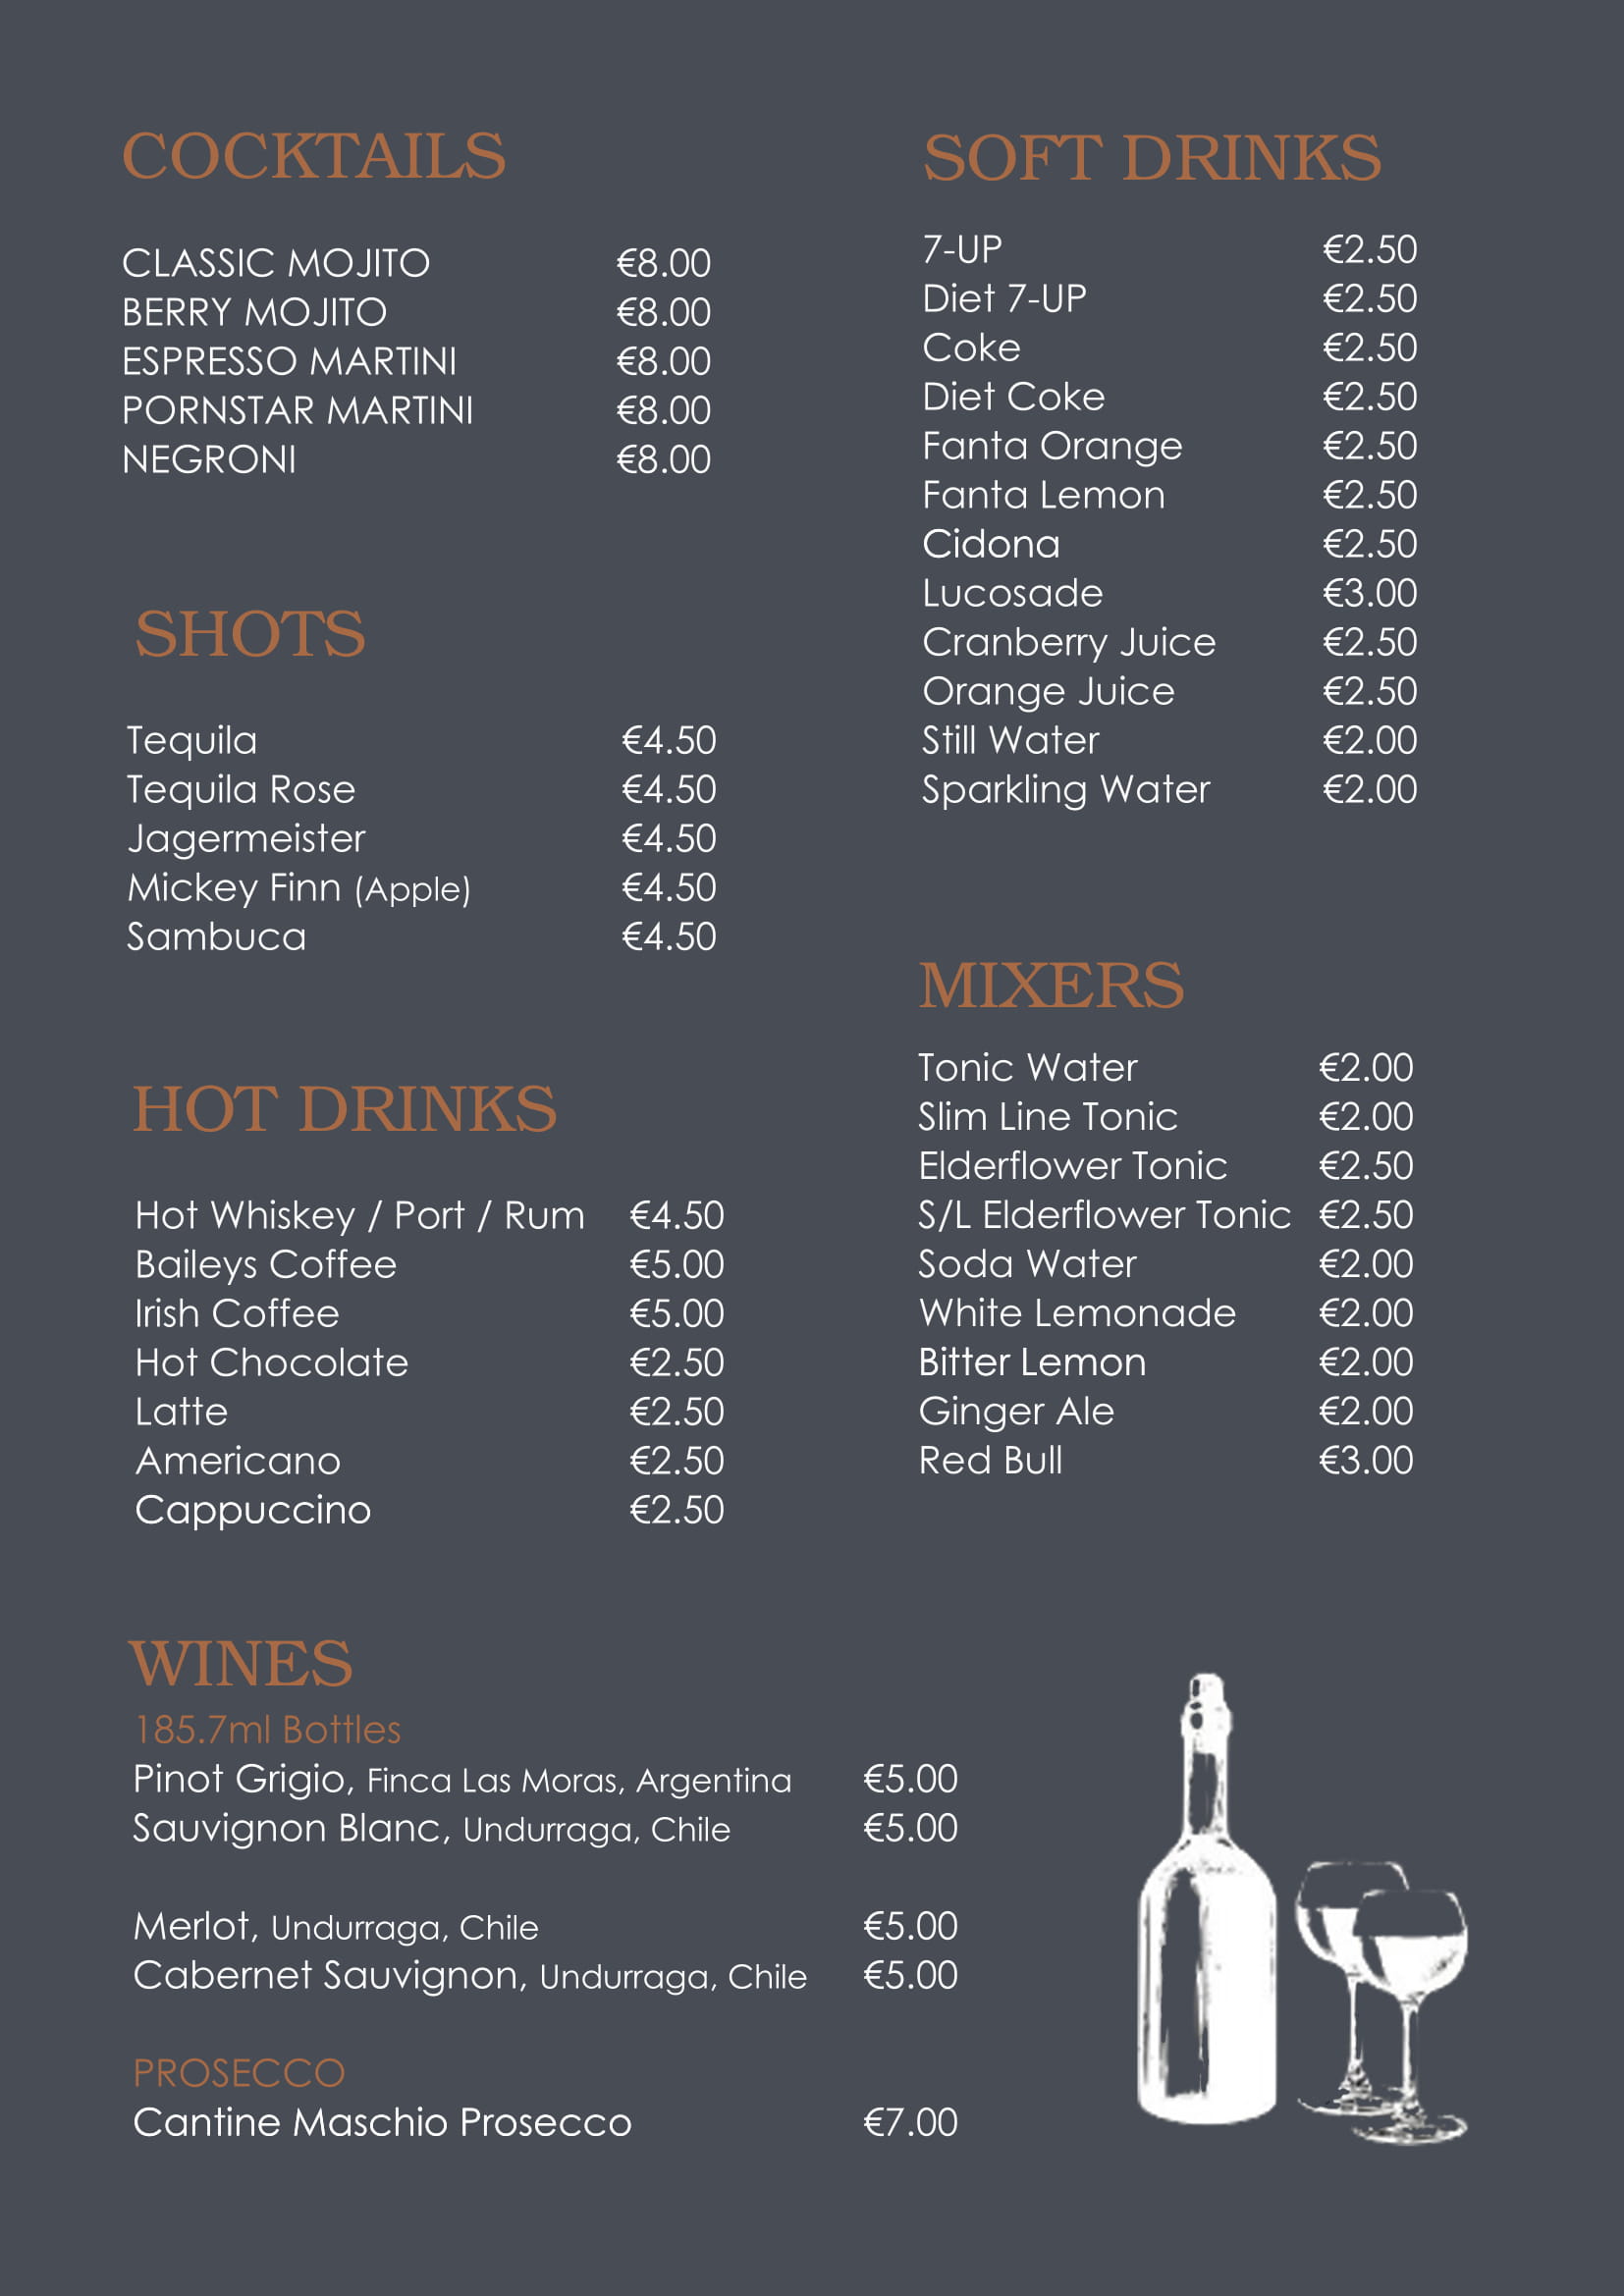 COCKTAILS
CLASSIC MOJITO €8.00
BERRY MOJITO €8.00
ESPRESSO MARTINI €8.00
PORNSTAR MARTINI €8.00
NEGRONI €8.00
SHOTS
Tequila €4.50
Tequila Rose €4.50
Jagermeister €4.50
Mickey Finn (Apple) €4.50
Sambuca €4.50
HOT DRINKS
Hot Whiskey / Port / Rum €4.50
Baileys Coffee €5.00
Irish Coffee €5.00
Hot Chocolate €2.50
Latte €2.50
Americano €2.50
Cappuccino €2.50
SOFT DRINKS
7-UP €2.50
Diet 7-UP €2.50
Coke €2.50
Diet Coke €2.50
Fanta Orange €2.50
Fanta Lemon €2.50
Cidona €2.50
Lucosade €3.00
Cranberry Juice €2.50
Orange Juice €2.50
Still Water €2.00
Sparkling Water €2.00
MIXERS
Tonic Water €2.00
Slim Line Tonic €2.00
Elderflower Tonic €2.50
S/L Elderflower Tonic €2.50
Soda Water €2.00
White Lemonade €2.00
Bitter Lemon €2.00
Ginger Ale €2.00
Red Bull €3.00
WINES
185.7ml Bottles
Pinot Grigio, Finca Las Moras, Argentina €5.00
Sauvignon Blanc, Undurraga, Chile €5.00
Merlot, Undurraga, Chile €5.00
Cabernet Sauvignon, Undurraga, Chile €5.00
PROSECCO
Cantine Maschio Prosecco €7.00